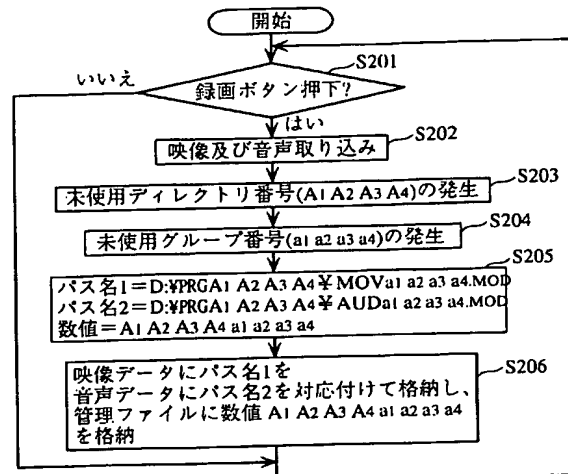 開始
S201
いいえ
録画ボタン押下?
はい
S202
映像及び音声取り込み
S203
未使用ディレクトリ番号(A1 A2 A3 A4)の発生
S204
未使用グループ番号(a1 a2 a3 a4)の発生
S205
パス名1=D:¥PRGA1 A2 A3 A4¥MOVa1 a2 a3 a4.MOD
パス名2=D:¥PRGA1 A2 A3 A4¥AUDa1 a2 a3 a4.MOD
数値=A1 A2 A3 A4 a1 a2 a3 a4
S206
映像データにパス名1を
音声データにパス名2を対応付けて格納し、
管理ファイルに数値 A1 A2 A3 A4 a1 a2 a3 a4
を格納